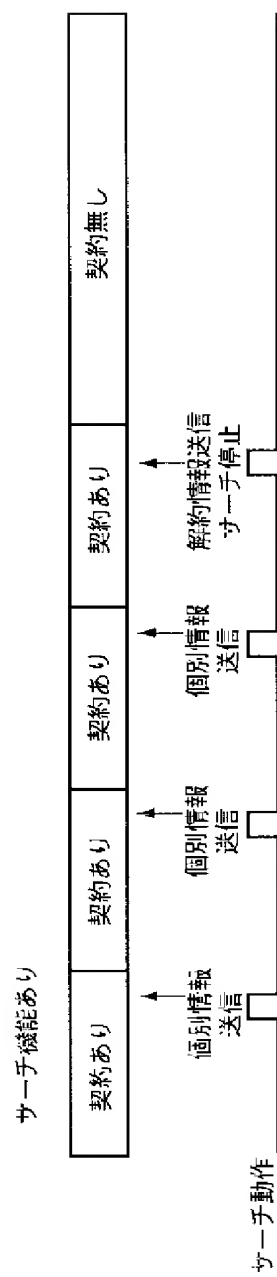 サーチ機能あり
契約あり
契約あり
契約あり
契約あり
契約無し
個別情報
送信
個別情報
送信
個別情報
送信
解約情報送信
サーチ停止
サーチ動作